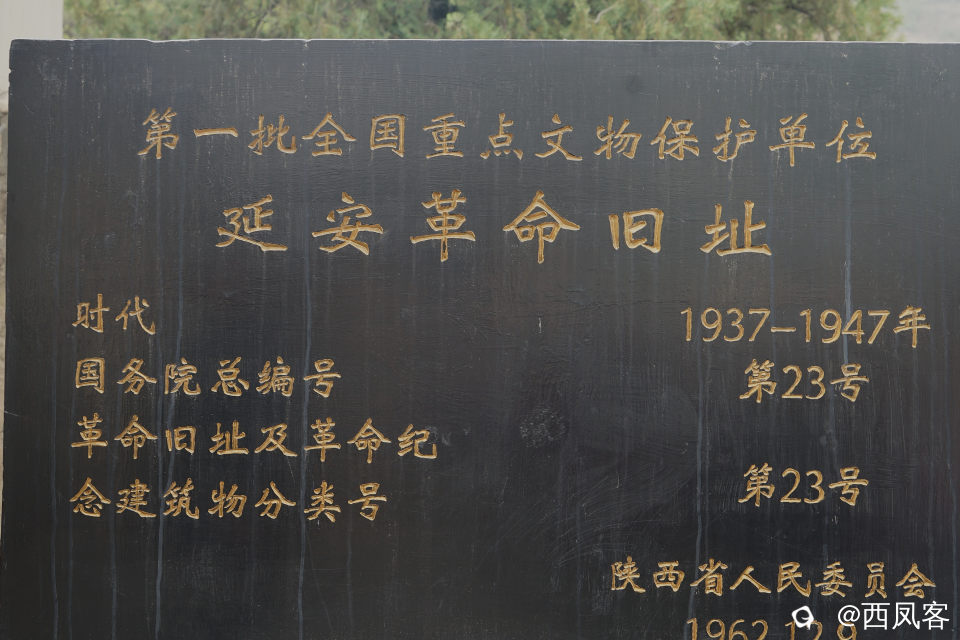 第一批全国重点文物保护单位
延安革命旧址
时代 1937-1947年
国务院总编号 第23号
革命旧址及革命纪
念建筑物分类号 第23号
陕西省人民委员会
1962.12.8
@西凤客